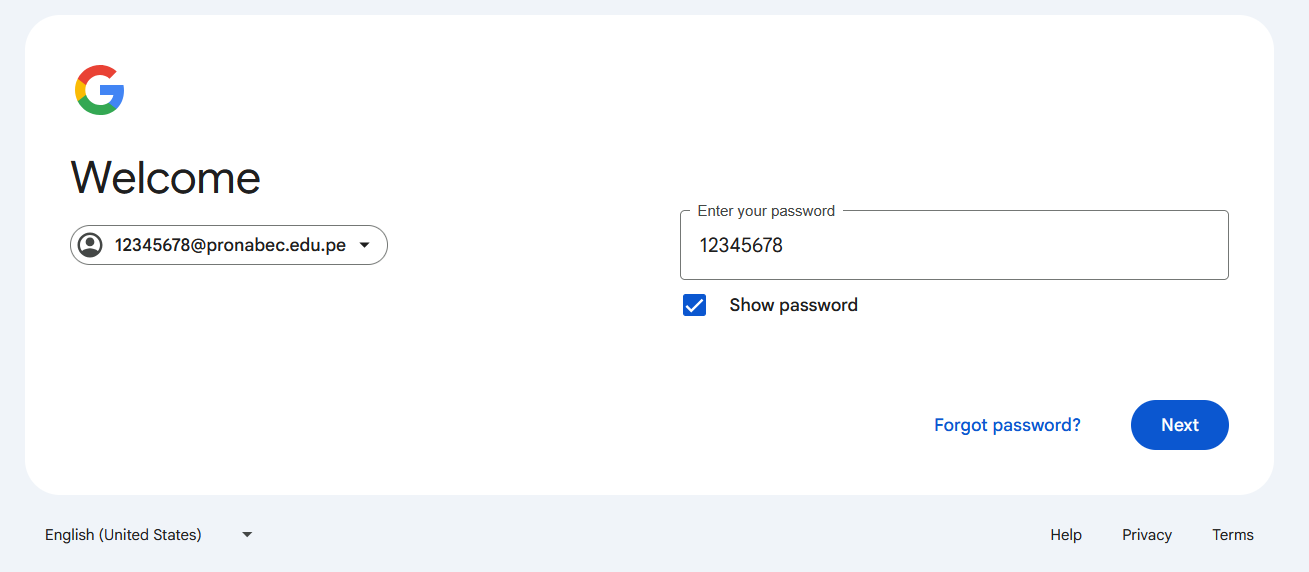 Welcome
12345678@pronabec.edu.pe
Enter your password
12345678
Show password
Forgot password?
Next
English (United States)
Help
Privacy
Terms